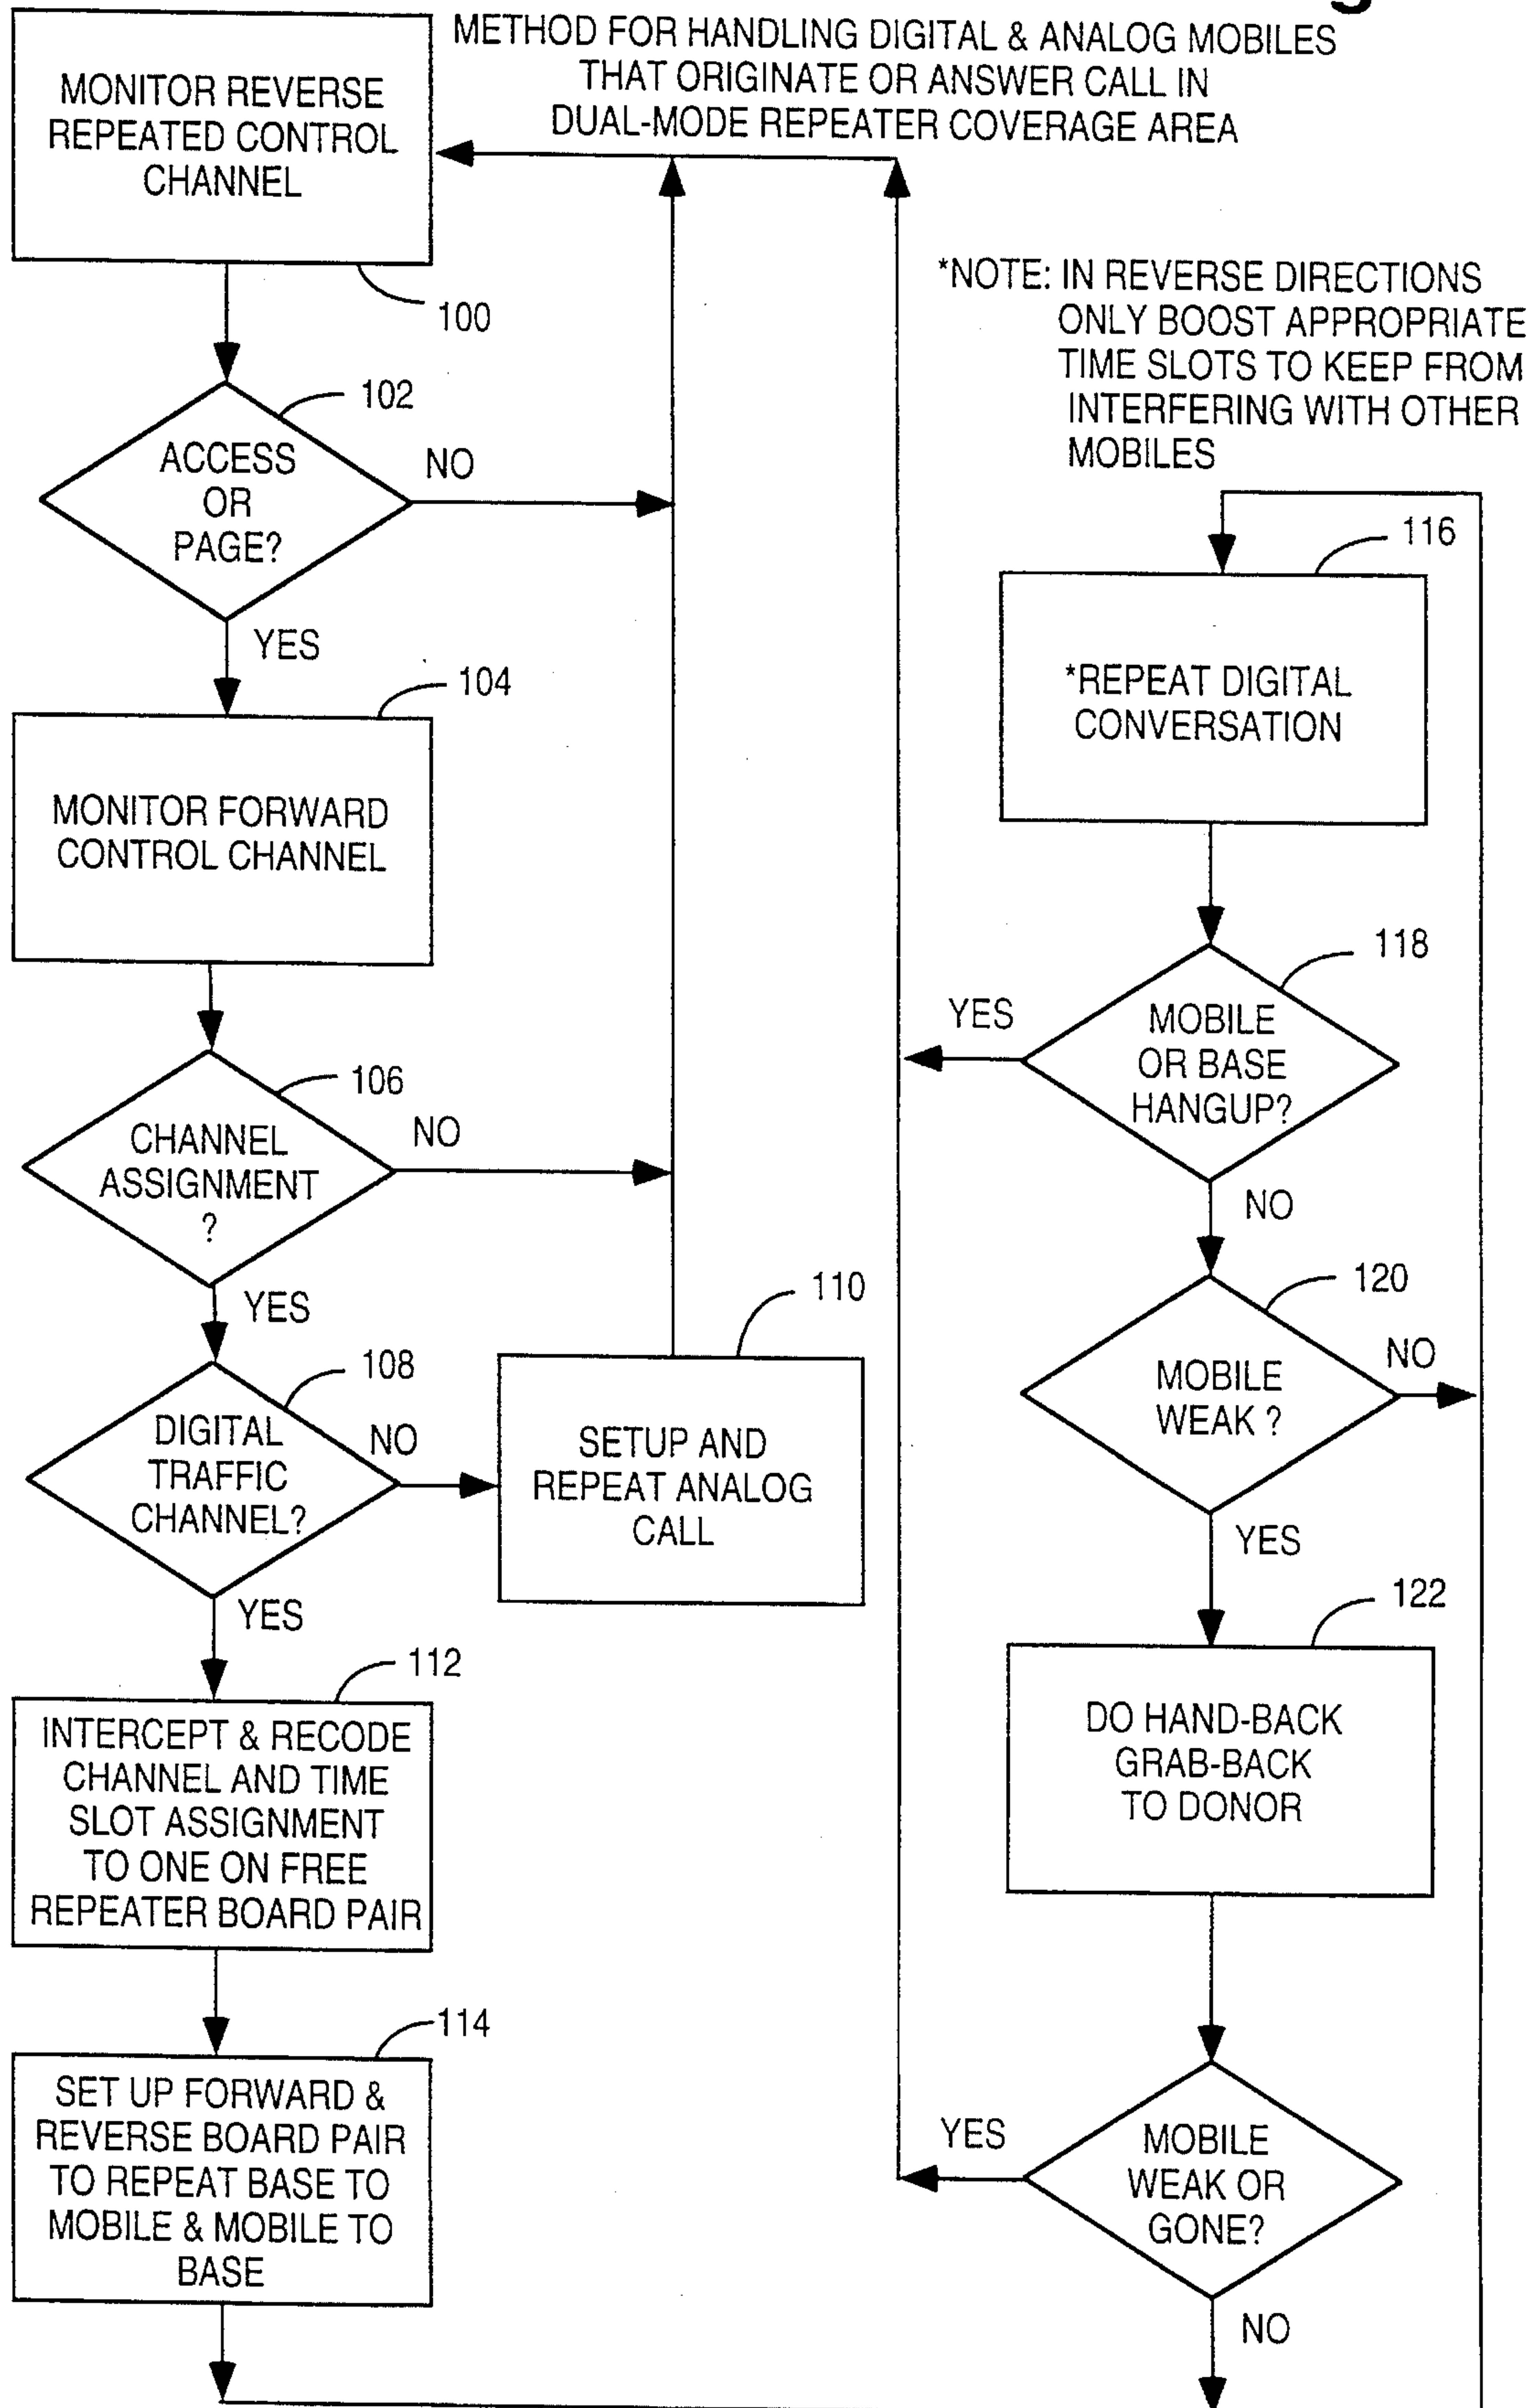 METHOD FOR HANDLING DIGITAL & ANALOG MOBILES
THAT ORIGINATE OR ANSWER CALL IN
DUAL-MODE REPEATER COVERAGE AREA
MONITOR REVERSE
REPEATED CONTROL
CHANNEL
100
102
ACCESS
OR
PAGE?
NO
YES
104
MONITOR FORWARD
CONTROL CHANNEL
106
CHANNEL
ASSIGNMENT
?
NO
YES
108
DIGITAL
TRAFFIC
CHANNEL?
NO
YES
110
SETUP AND
REPEAT ANALOG
CALL
112
INTERCEPT & RECODE
CHANNEL AND TIME
SLOT ASSIGNMENT
TO ONE ON FREE
REPEATER BOARD PAIR
114
SET UP FORWARD &
REVERSE BOARD PAIR
TO REPEAT BASE TO
MOBILE & MOBILE TO
BASE
*NOTE: IN REVERSE DIRECTIONS
ONLY BOOST APPROPRIATE
TIME SLOTS TO KEEP FROM
INTERFERING WITH OTHER
MOBILES
116
*REPEAT DIGITAL
CONVERSATION
118
MOBILE
OR BASE
HANGUP?
YES
NO
120
MOBILE
WEAK ?
NO
YES
122
DO HAND-BACK
GRAB-BACK
TO DONOR
MOBILE
WEAK OR
GONE?
YES
NO